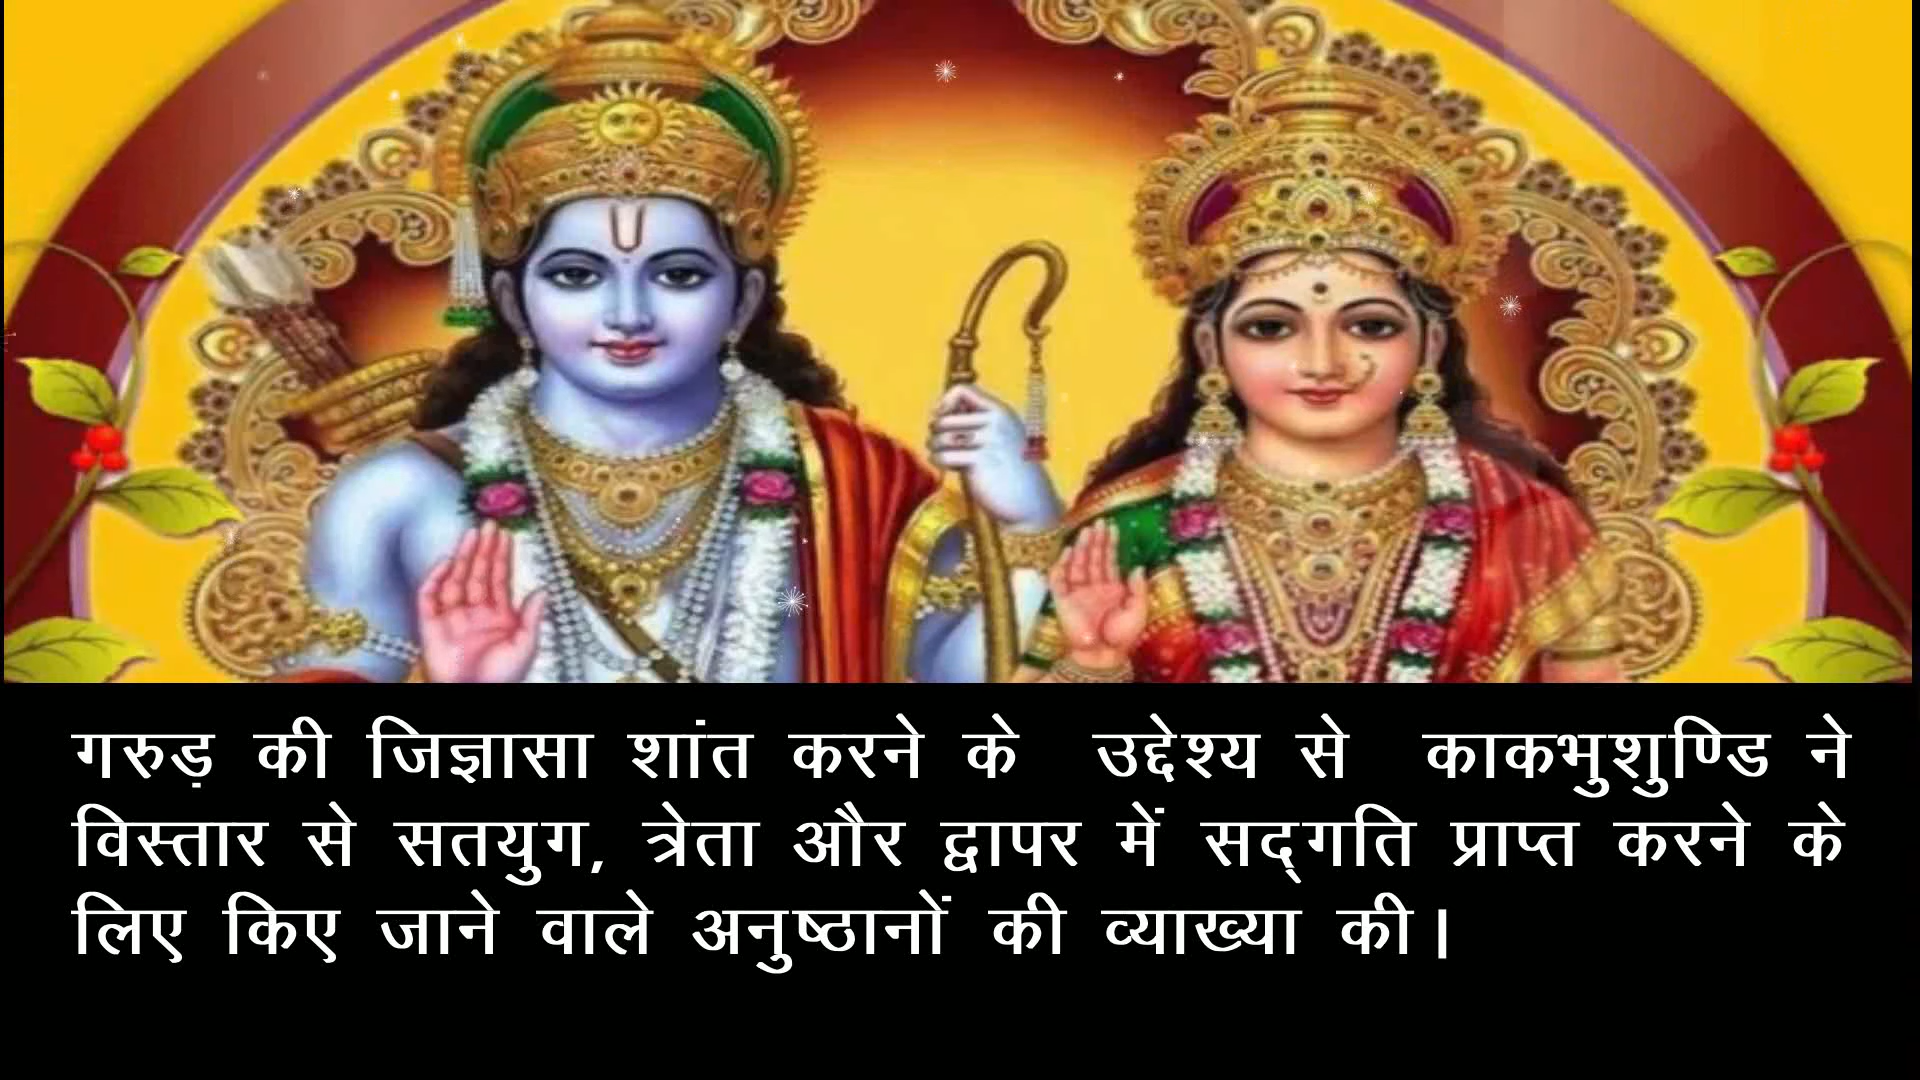 गरुड़ की जिज्ञासा शांत करने के उद्देश्य से काकभुशुण्डि ने
विस्तार से सतयुग, त्रेता और द्वापर में सद्गति प्राप्त करने के
लिए किए जाने वाले अनुष्ठानों की व्याख्या की।